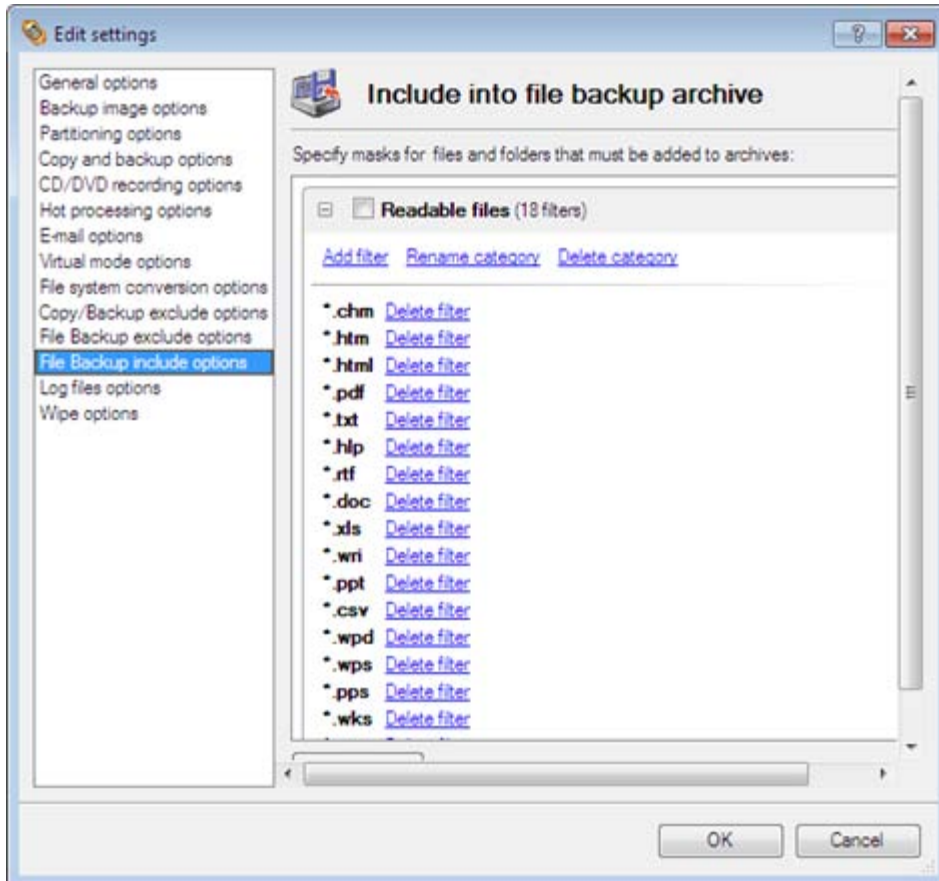 Edit settings
General options
Backup image options
Partitioning options
Copy and backup options
CD/DVD recording options
Hot processing options
E-mail options
Virtual mode options
File system conversion options
Copy/Backup exclude options
File Backup exclude options
File Backup include options
Log files options
Wipe options
Include into file backup archive
Specify masks for files and folders that must be added to archives:
Readable files (18 filters)
Add filter Rename category Delete category
*.chm Delete filter
*.htm Delete filter
*.html Delete filter
*.pdf Delete filter
*.txt Delete filter
*.hlp Delete filter
*.rtf Delete filter
*.doc Delete filter
*.xls Delete filter
*.wri Delete filter
*.ppt Delete filter
*.csv Delete filter
*.wpd Delete filter
*.wps Delete filter
*.pps Delete filter
*.wks Delete filter
OK Cancel